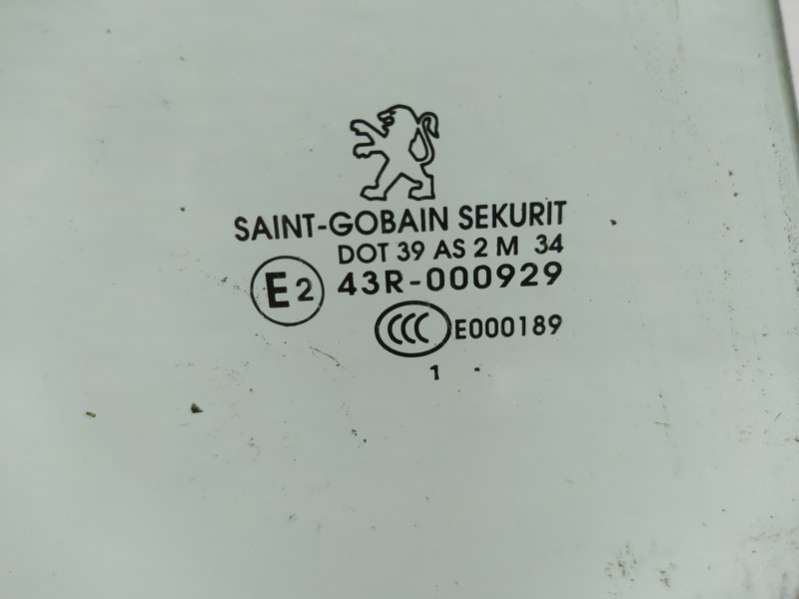 SAINT-GOBAIN SEKURIT
DOT 39 AS 2 M 34
E2 43R-000929
CCC E000189
1